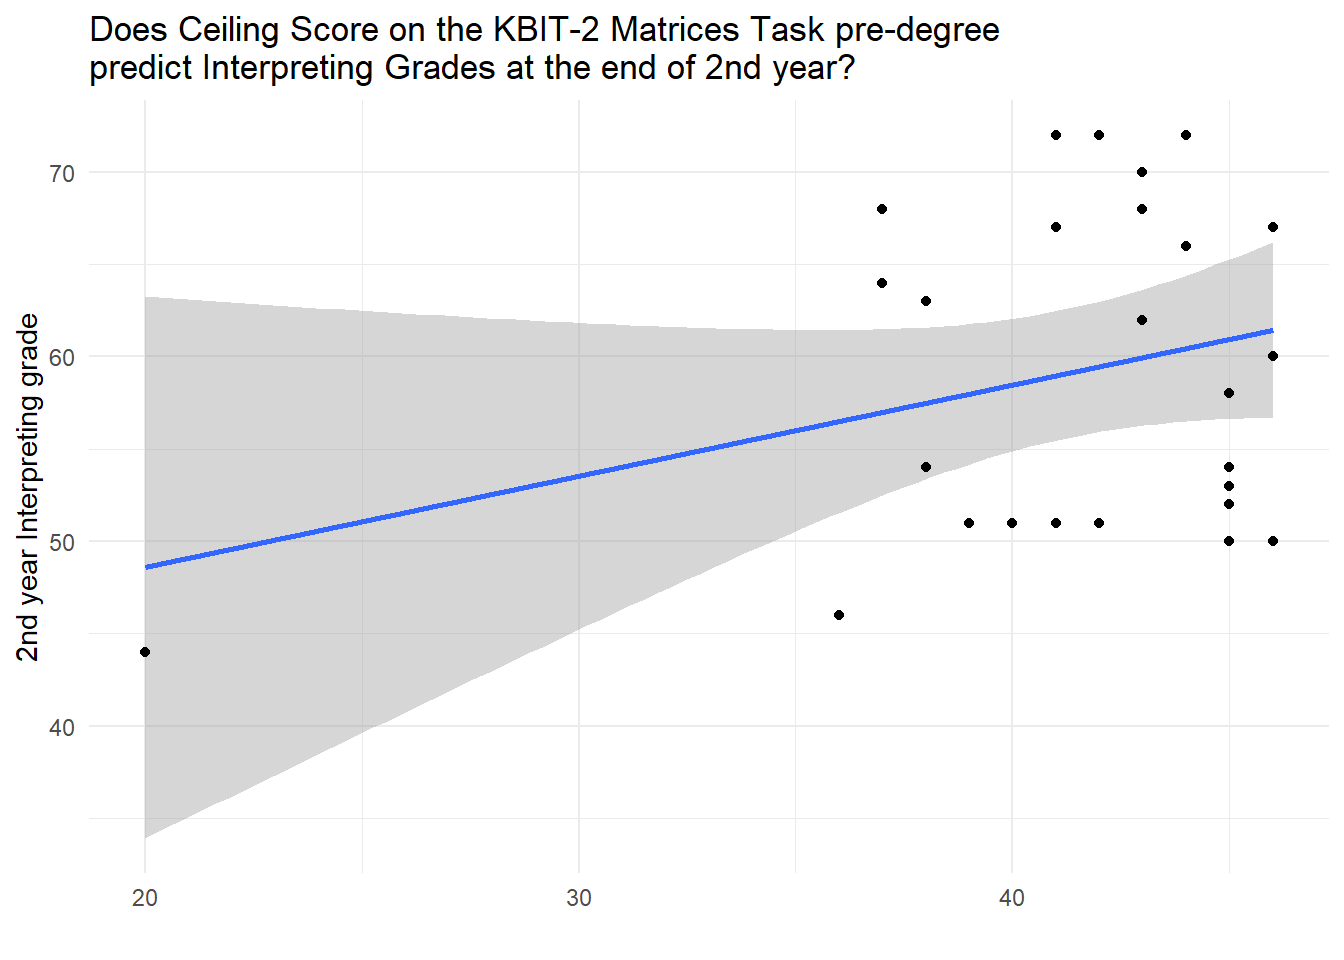 Does Ceiling Score on the KBIT-2 Matrices Task pre-degree
predict Interpreting Grades at the end of 2nd year?
2nd year Interpreting grade
70
60
50
40
20
30
40